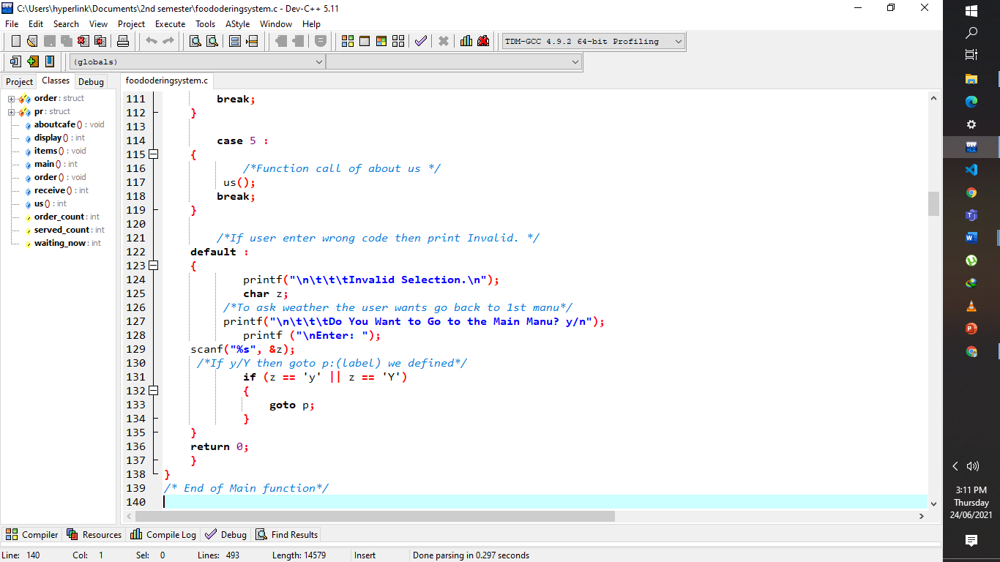 C:\Users\hyperlink\Documents\2nd semester\foododeringsystem.c - Dev-C++ 5.11
File Edit Search View Project Execute Tools AStyle Window Help
TDM-GCC 4.9.2 64-bit Profiling
(globals)
Project Classes Debug
foododeringsystem.c
order : struct
pr : struct
aboutcafe () : void
display () : int
items () : void
main () : int
order () : void
receive () : int
us () : int
order_count : int
served_count : int
waiting_now : int
111 break;
112 }
113
114 case 5 :
115 {
116 /*Function call of about us */
117 us();
118 break;
119 }
120
121 /*If user enter wrong code then print Invalid. */
122 default :
123 {
124 printf("\n\t\t\tInvalid Selection.\n");
125 char z;
126 /*To ask weather the user wants go back to 1st manu*/
127 printf("\n\t\t\tDo You Want to Go to the Main Manu? y/n");
128 printf ("\nEnter: ");
129 scanf("%s", &z);
130 /*If y/Y then goto p:(label) we defined*/
131 if (z == 'y' || z == 'Y')
132 {
133 goto p;
134 }
135 }
136 return 0;
137 }
138 }
139 /* End of Main function*/
140
Compiler Resources Compile Log Debug Find Results
Line: 140 Col: 1 Sel: 0 Lines: 493 Length: 14579 Insert Done parsing in 0.297 seconds
3:11 PM
Thursday
24/06/2021